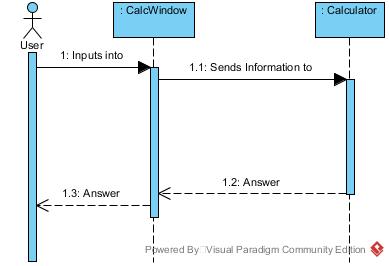 : CalcWindow
: Calculator
User
1: Inputs into
1.1: Sends Information to
1.2: Answer
1.3: Answer
Powered By Visual Paradigm Community Edition